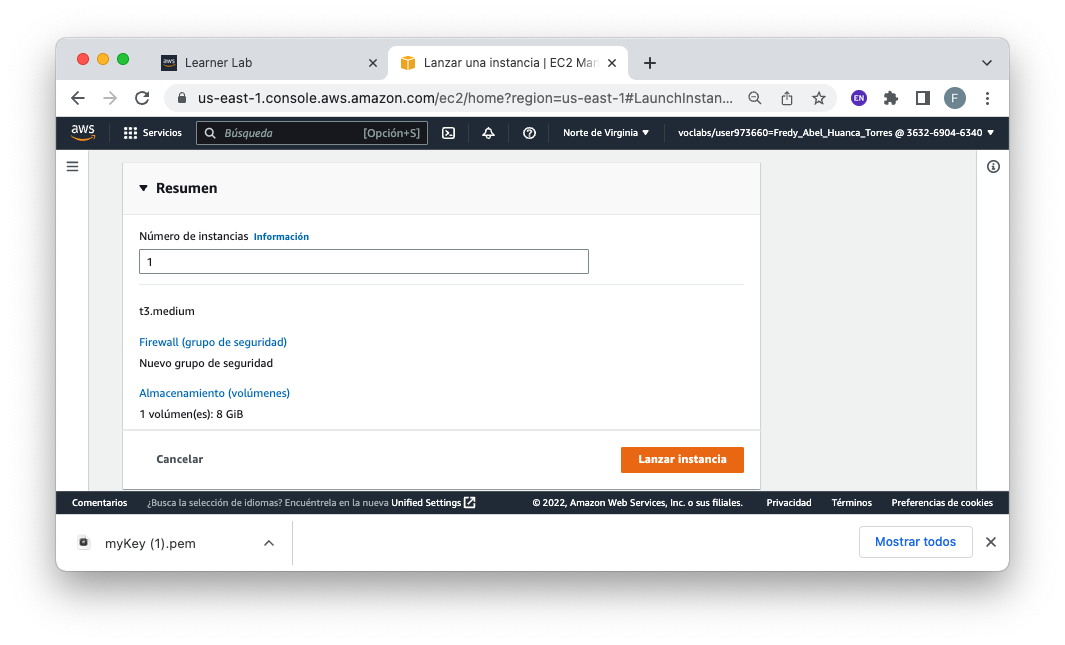 aws Learner Lab
Lanzar una instancia | EC2 Man
us-east-1.console.aws.amazon.com/ec2/home?region=us-east-1#LaunchInstan...
EN
F
aws
Servicios
Búsqueda [Opción+S]
Norte de Virginia
voclabs/user973660=Fredy_Abel_Huanca_Torres @ 3632-6904-6340
Resumen
Número de instancias Información
1
t3.medium
Firewall (grupo de seguridad)
Nuevo grupo de seguridad
Almacenamiento (volúmenes)
1 volúmen(es): 8 GiB
Cancelar
Lanzar instancia
Comentarios
¿Busca la selección de idiomas? Encuéntrela en la nueva Unified Settings
© 2022, Amazon Web Services, Inc. o sus filiales.
Privacidad
Términos
Preferencias de cookies
myKey (1).pem
Mostrar todos